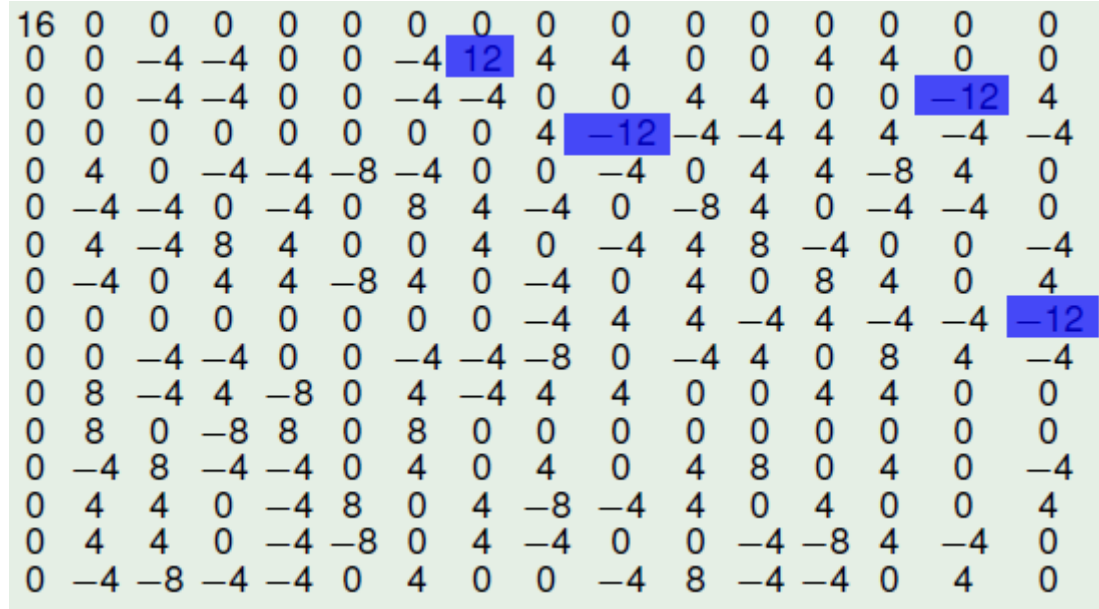 16 0 0 0 0 0 0 0 0 0 0 0 0 0 0 0
0 0 −4 −4 0 0 −4 12 4 4 0 0 4 4 0 0
0 0 −4 −4 0 0 −4 −4 0 0 4 4 0 0 −12 4
0 0 0 0 0 0 0 0 4 −12 −4 −4 4 4 −4 −4
0 4 0 −4 −4 −8 −4 0 0 −4 0 4 4 −8 4 0
0 −4 −4 0 −4 0 8 4 −4 0 −8 4 0 −4 −4 0
0 4 −4 8 4 0 0 4 0 −4 4 8 −4 0 0 −4
0 −4 0 4 4 −8 4 0 −4 0 4 0 8 4 0 4
0 0 0 0 0 0 0 0 −4 4 4 −4 4 −4 −4 −12
0 0 −4 −4 0 0 −4 −4 −8 0 −4 4 0 8 4 −4
0 8 −4 4 −8 0 4 −4 4 4 0 0 4 4 0 0
0 8 0 −8 8 0 8 0 0 0 0 0 0 0 0 0
0 −4 8 −4 −4 0 4 0 4 0 4 8 0 4 0 −4
0 4 4 0 −4 8 0 4 −8 −4 4 0 4 0 0 4
0 4 4 0 −4 −8 0 4 −4 0 0 −4 −8 4 −4 0
0 −4 −8 −4 −4 0 4 0 0 −4 8 −4 −4 0 4 0